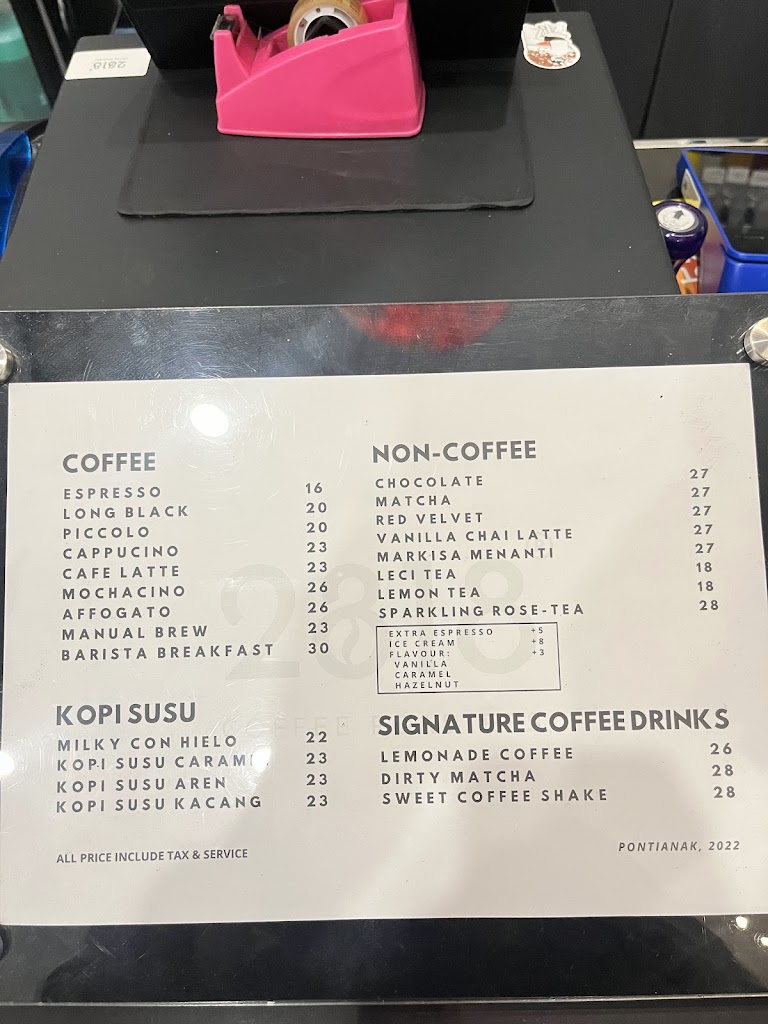 2818
COFFEE
ESPRESSO 16
LONG BLACK 20
PICCOLO 20
CAPPUCINO 23
CAFE LATTE 23
MOCHACINO 26
AFFOGATO 26
MANUAL BREW 23
BARISTA BREAKFAST 30
KOPI SUSU
MILKY CON HIELO 22
KOPI SUSU CARAM 23
KOPI SUSU AREN 23
KOPI SUSU KACANG 23
ALL PRICE INCLUDE TAX & SERVICE
NON-COFFEE
CHOCOLATE 27
MATCHA 27
RED VELVET 27
VANILLA CHAI LATTE 27
MARKISA MENANTI 27
LECI TEA 18
LEMON TEA 18
SPARKLING ROSE-TEA 28
EXTRA ESPRESSO +5
ICE CREAM +8
FLAVOUR: +3
VANILLA
CARAMEL
HAZELNUT
SIGNATURE COFFEE DRINKS
LEMONADE COFFEE 26
DIRTY MATCHA 28
SWEET COFFEE SHAKE 28
PONTIANAK, 2022
2818
COFFEE